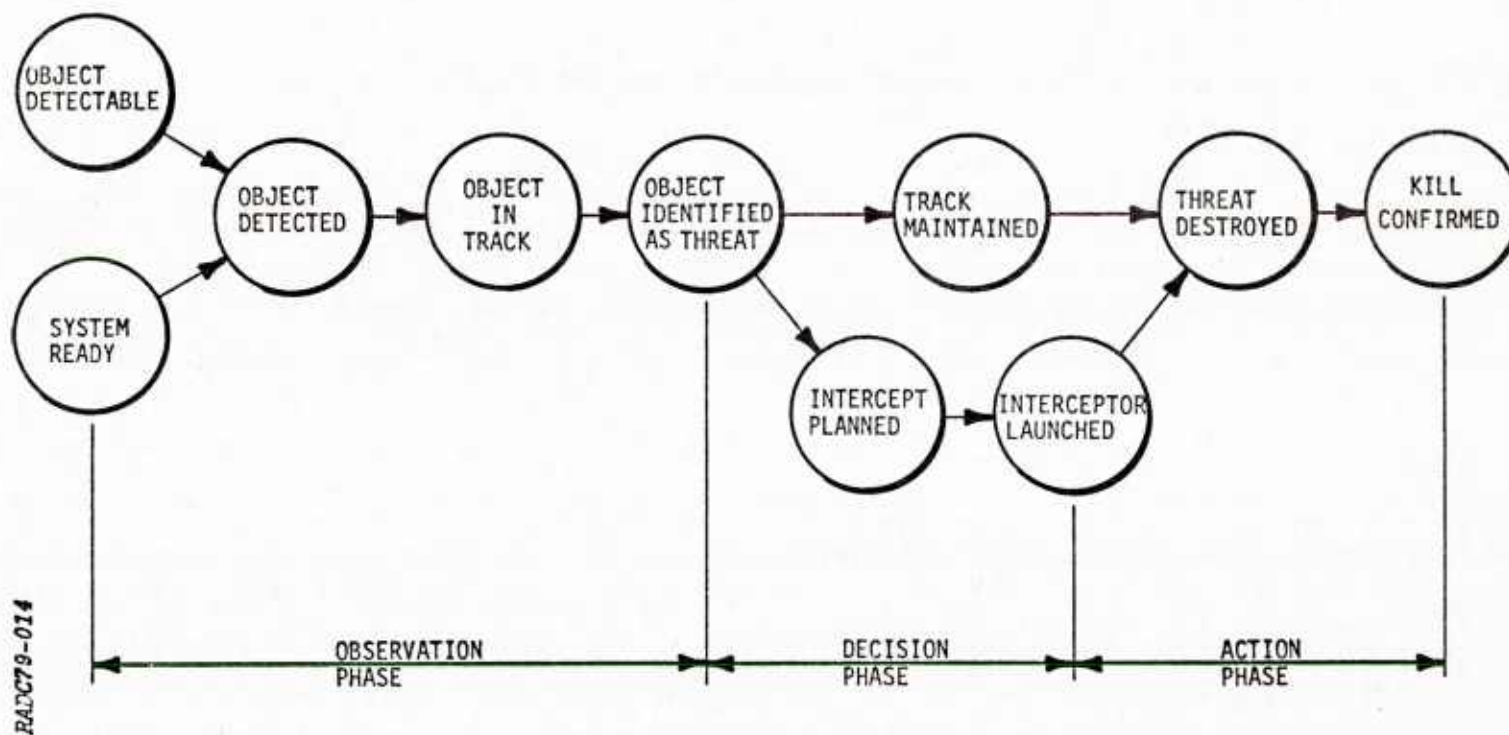 OBJECT
DETECTABLE
SYSTEM
READY
OBJECT
DETECTED
OBJECT
IN
TRACK
OBJECT
IDENTIFIED
AS THREAT
TRACK
MAINTAINED
INTERCEPT
PLANNED
INTERCEPTOR
LAUNCHED
THREAT
DESTROYED
KILL
CONFIRMED
OBSERVATION
PHASE
DECISION
PHASE
ACTION
PHASE
RADC79-014